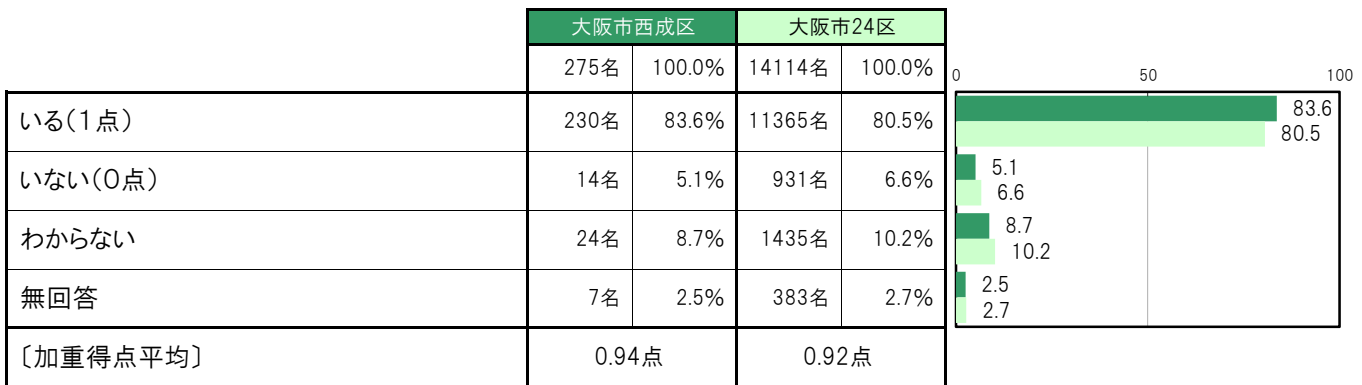 大阪市西成区 大阪市24区
275名 100.0% 14114名 100.0%
0 50 100
いる(1点) 230名 83.6% 11365名 80.5%
83.6
80.5
いない(0点) 14名 5.1% 931名 6.6%
5.1
6.6
わからない 24名 8.7% 1435名 10.2%
8.7
10.2
無回答 7名 2.5% 383名 2.7%
2.5
2.7
〔加重得点平均〕 0.94点 0.92点